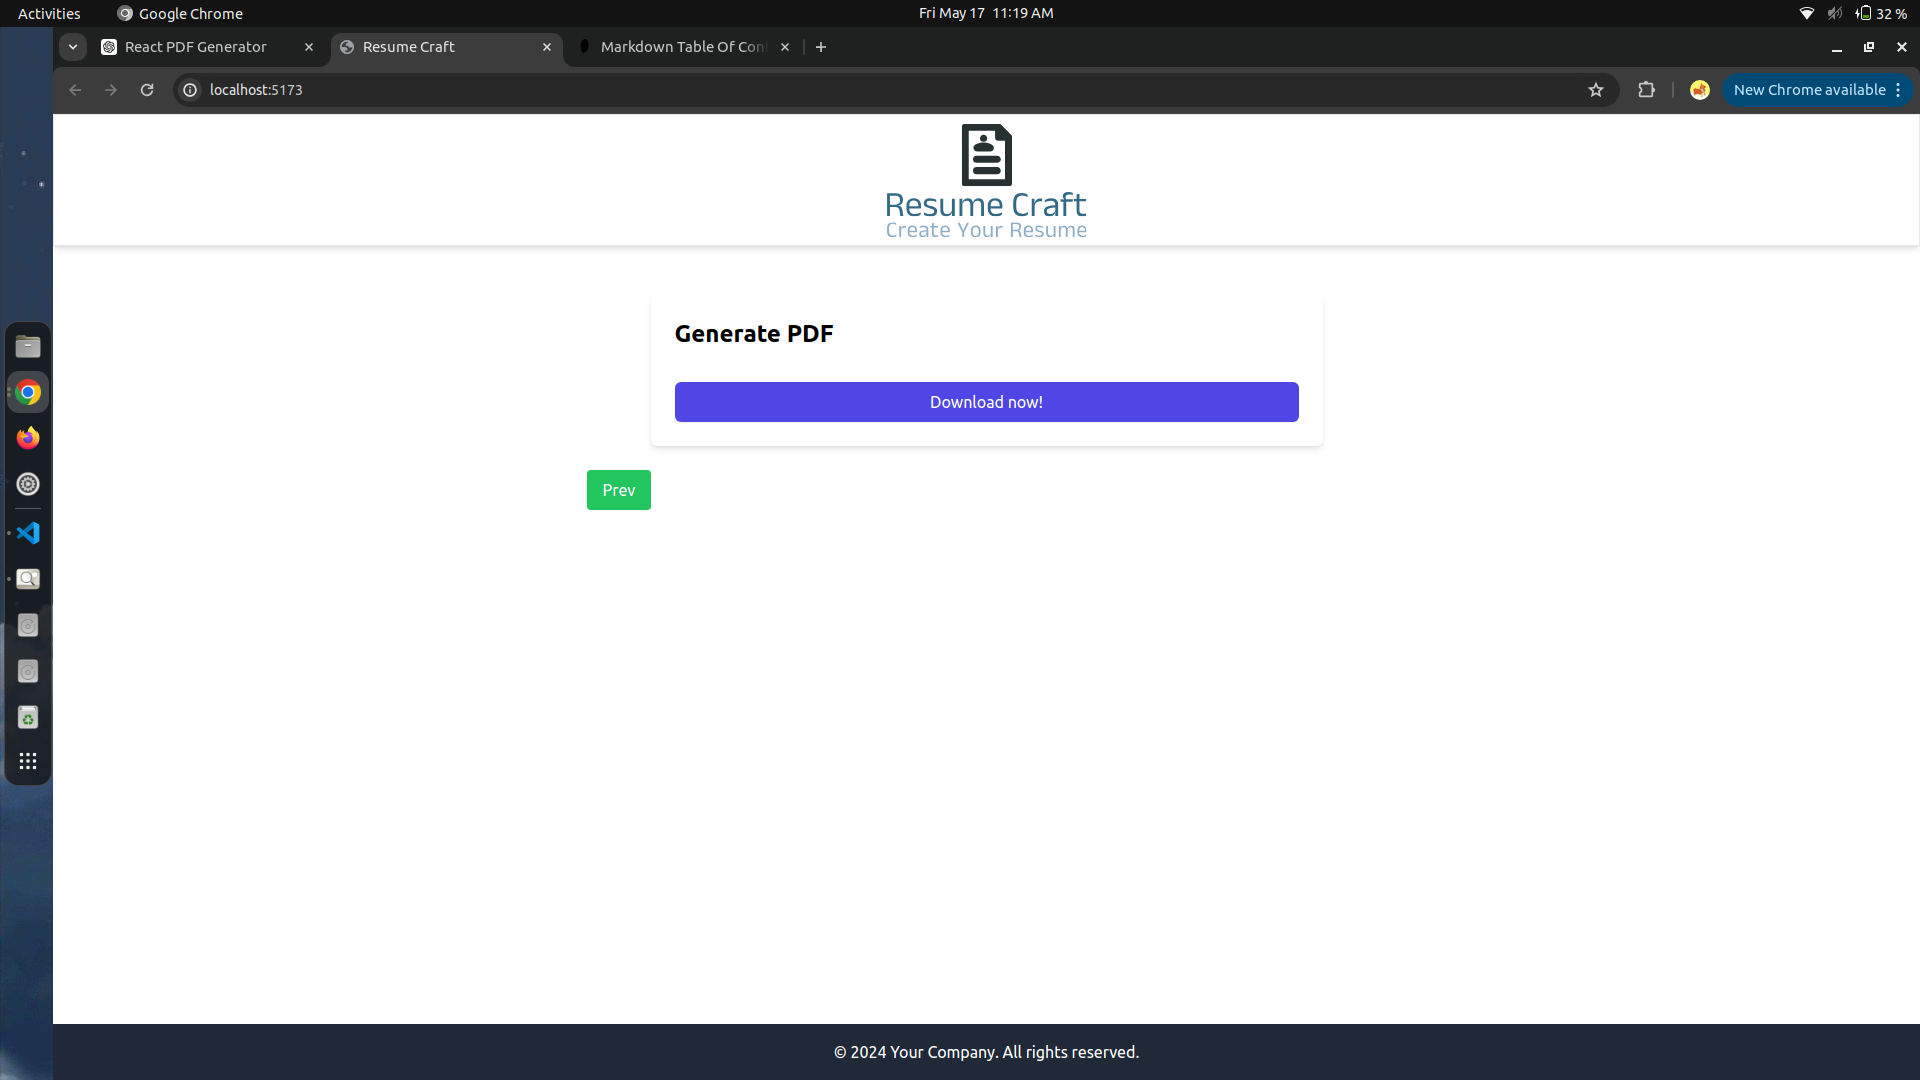 Activities
Google Chrome
Fri May 17 11:19 AM
32 %
React PDF Generator
Resume Craft
Markdown Table Of Con
localhost:5173
New Chrome available
Resume Craft
Create Your Resume
Generate PDF
Download now!
Prev
© 2024 Your Company. All rights reserved.